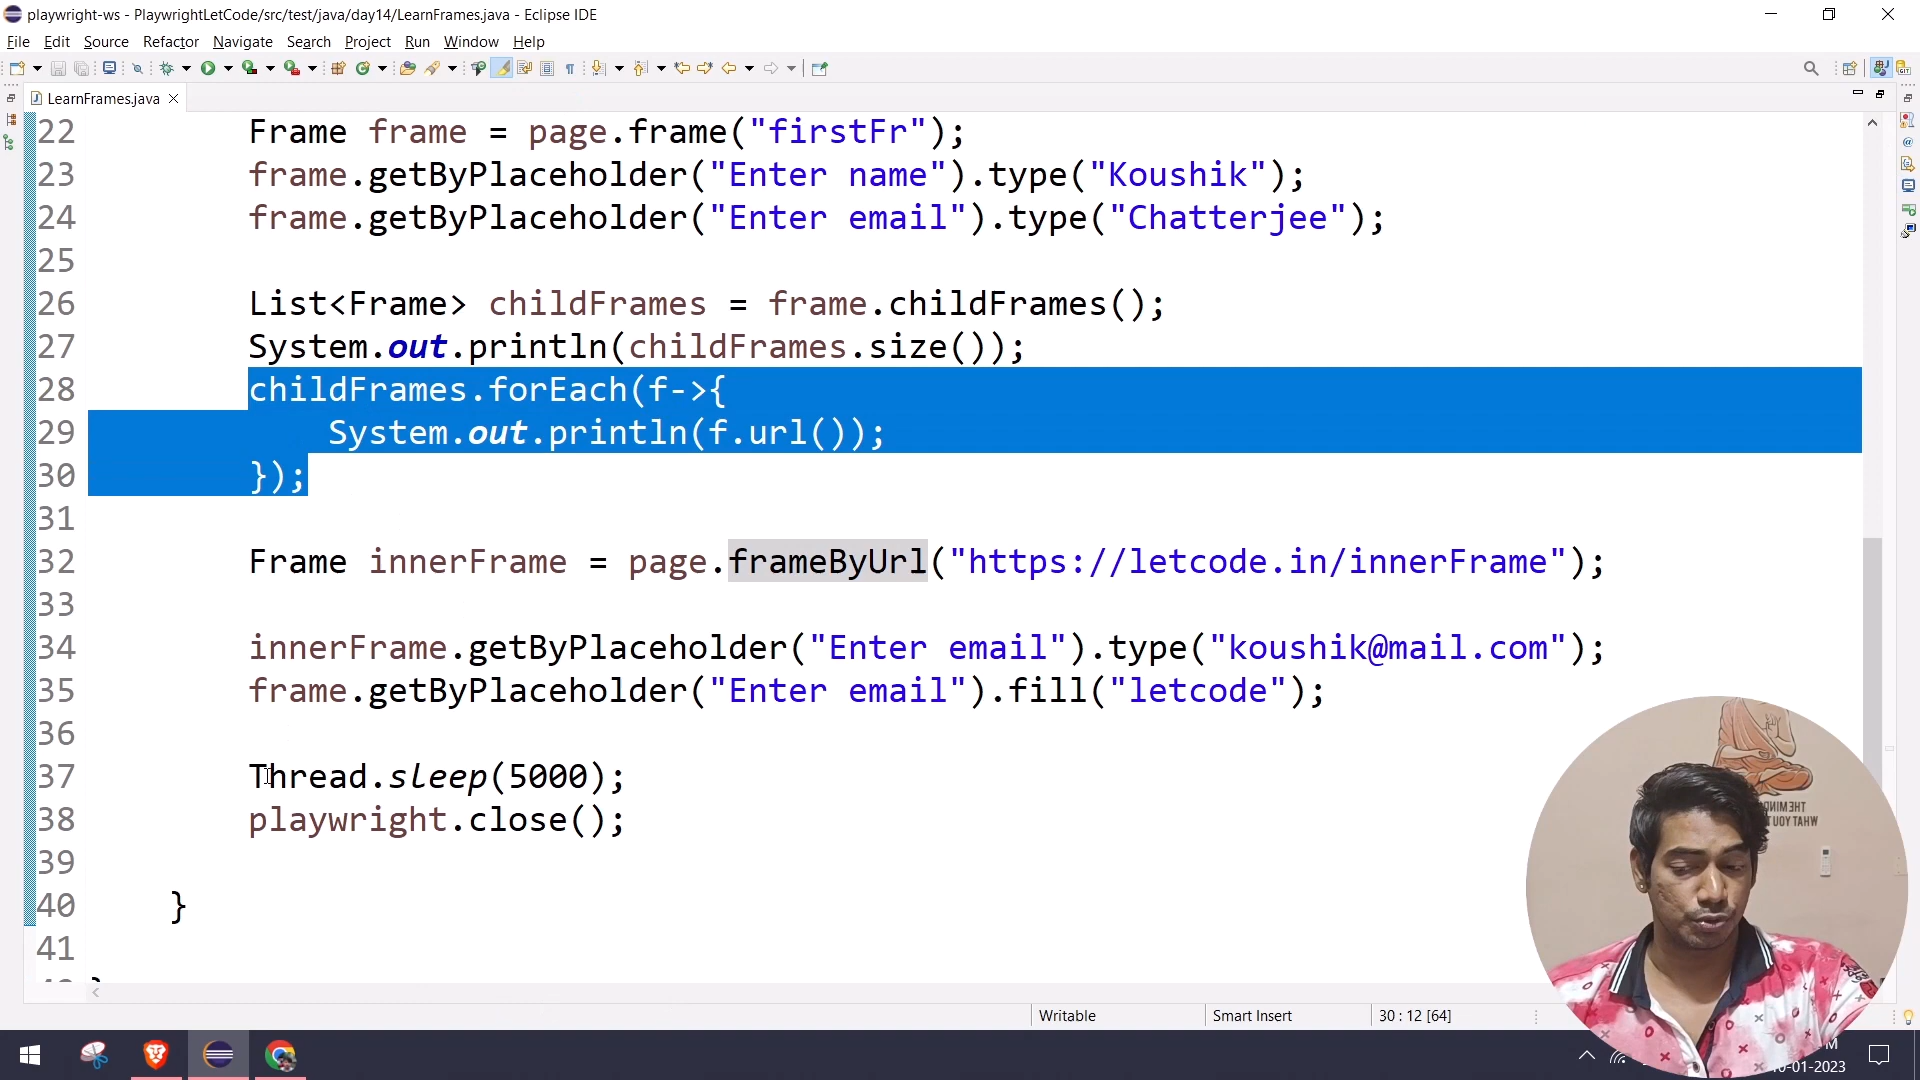 playwright-ws - PlaywrightLetCode/src/test/java/day14/LearnFrames.java - Eclipse IDE
File Edit Source Refactor Navigate Search Project Run Window Help
LearnFrames.java
22 Frame frame = page.frame("firstFr");
23 frame.getByPlaceholder("Enter name").type("Koushik");
24 frame.getByPlaceholder("Enter email").type("Chatterjee");
25
26 List<Frame> childFrames = frame.childFrames();
27 System.out.println(childFrames.size());
28 childFrames.forEach(f->{
29 System.out.println(f.url());
30 });
31
32 Frame innerFrame = page.frameByUrl("https://letcode.in/innerFrame");
33
34 innerFrame.getByPlaceholder("Enter email").type("koushik@mail.com");
35 frame.getByPlaceholder("Enter email").fill("letcode");
36
37 Thread.sleep(5000);
38 playwright.close();
39
40 }
41
Writable Smart Insert 30 : 12 [64]